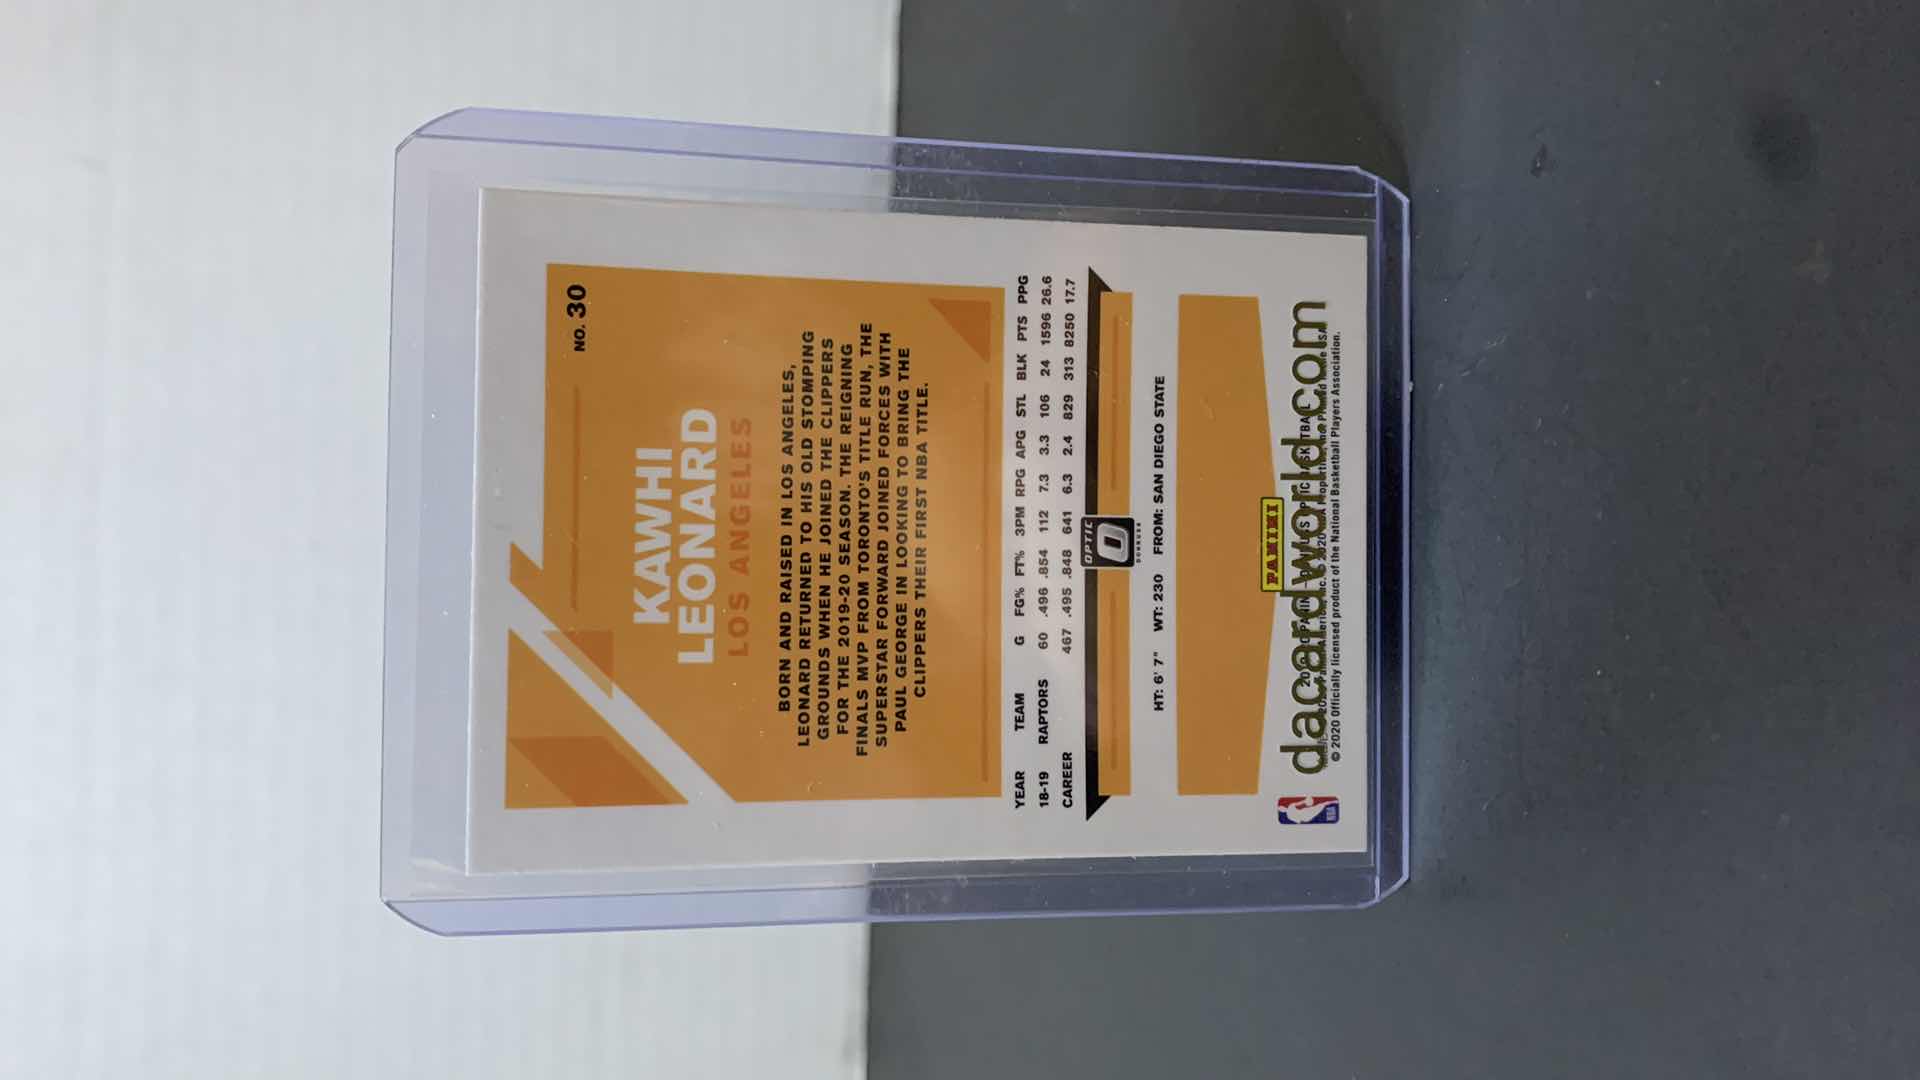 NO. 30
KAWHI
LEONARD
LOS ANGELES
BORN AND RAISED IN LOS ANGELES,
LEONARD RETURNED TO HIS OLD STOMPING
GROUNDS WHEN HE JOINED THE CLIPPERS
FOR THE 2019-20 SEASON. THE REIGNING
FINALS MVP FROM TORONTO'S TITLE RUN, THE
SUPERSTAR FORWARD JOINED FORCES WITH
PAUL GEORGE IN LOOKING TO BRING THE
CLIPPERS THEIR FIRST NBA TITLE.
YEAR TEAM G FG% FT% 3PM RPG APG STL BLK PTS PPG
18-19 RAPTORS 60 .496 .854 112 7.3 3.3 106 24 1596 26.6
CAREER 467 .495 .848 641 6.3 2.4 829 313 8250 17.7
OPTIC
DONRUSS
HT: 6' 7" WT: 230 FROM: SAN DIEGO STATE
PANINI
NBA
dacardworld.com
© 2020 Officially licensed product of the National Basketball Players Association.